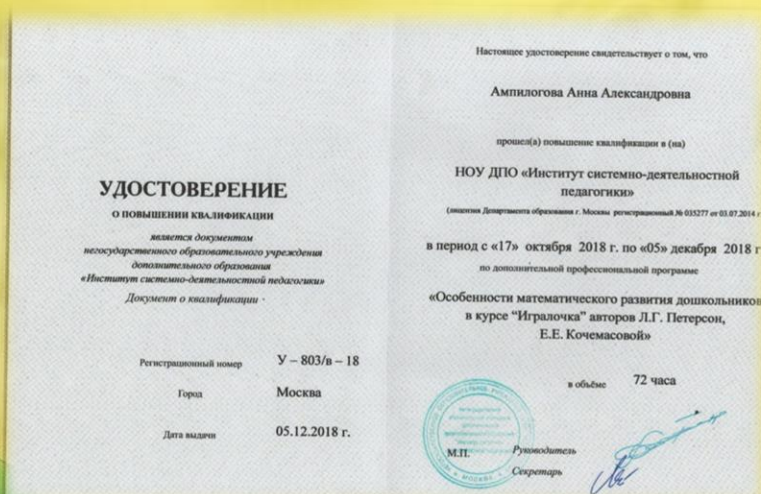 УДОСТОВЕРЕНИЕ
О ПОВЫШЕНИИ КВАЛИФИКАЦИИ
является документом
негосударственного образовательного учреждения
дополнительного образования
«Институт системно-деятельностной педагогики»
Документ о квалификации
Регистрационный номер У – 803/в – 18
Город Москва
Дата выдачи 05.12.2018 г.
Настоящее удостоверение свидетельствует о том, что
Ампилогова Анна Александровна
прошел(а) повышение квалификации в (на)
НОУ ДПО «Институт системно-деятельностной
педагогики»
(лицензия Департамента образования г. Москвы регистрационный № 035277 от 03.07.2014 г
в период с «17» октября 2018 г. по «05» декабря 2018 г
по дополнительной профессиональной программе
«Особенности математического развития дошкольников
в курсе "Игралочка" авторов Л.Г. Петерсон,
Е.Е. Кочемасовой»
в объёме 72 часа
М.П. Руководитель
Секретарь
МОСКВА